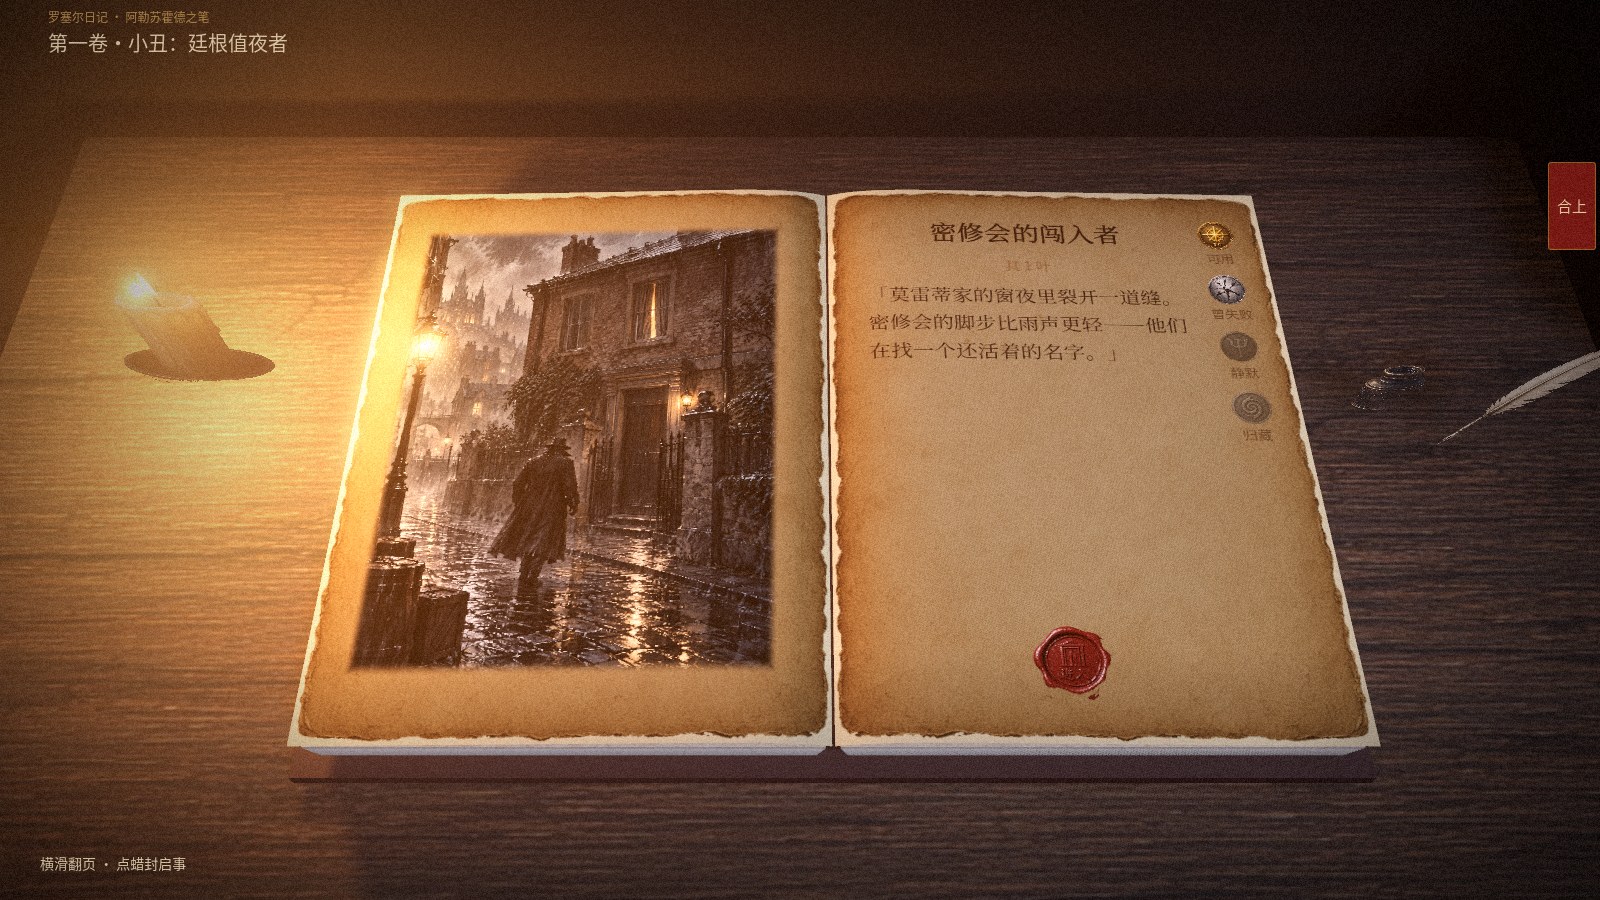 罗塞尔日记 · 阿勒苏霍德之笔
第一卷·小丑：廷根值夜者
合上
密修会的闯入者
「莫雷蒂家的窗夜里裂开一道缝。
密修会的脚步比雨声更轻——他们
在找一个还活着的名字。」
可用
曾失败
静默
归藏
横滑翻页 · 点蜡封启事